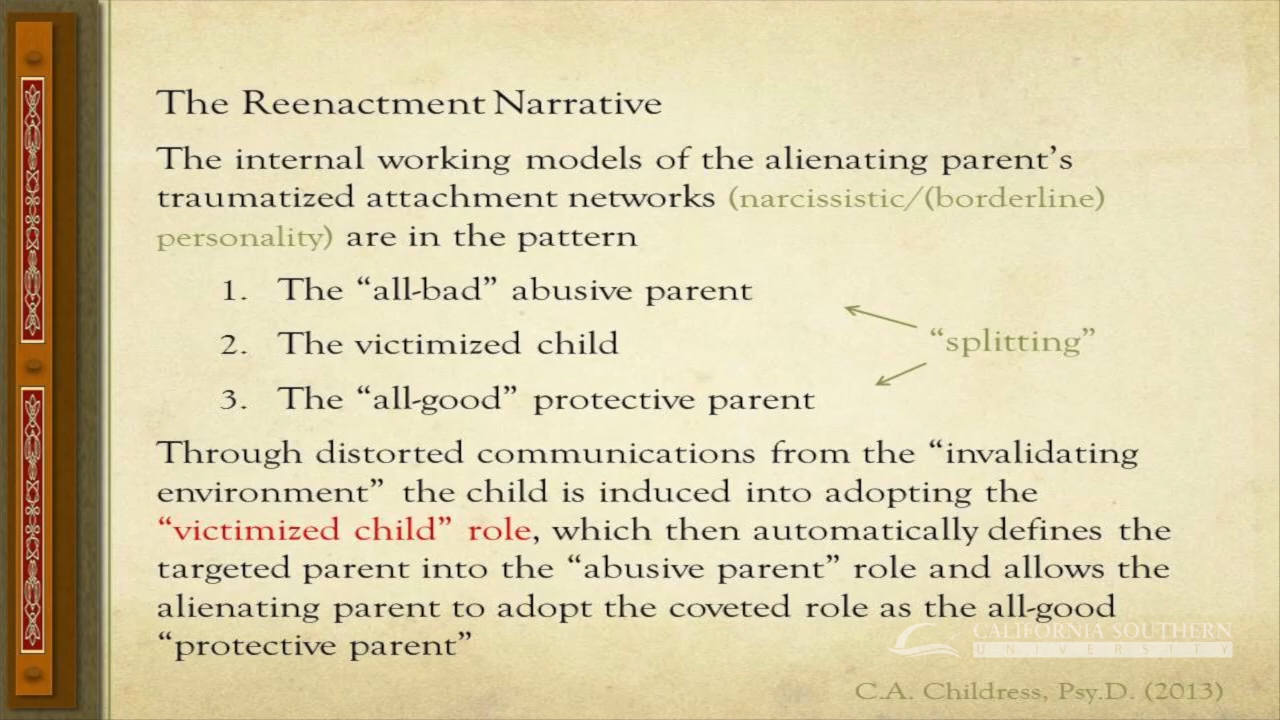 The Reenactment Narrative
The internal working models of the alienating parent’s
traumatized attachment networks (narcissistic/(borderline)
personality) are in the pattern
1. The “all-bad” abusive parent
2. The victimized child
3. The “all-good” protective parent
“splitting”
Through distorted communications from the “invalidating
environment” the child is induced into adopting the
“victimized child” role, which then automatically defines the
targeted parent into the “abusive parent” role and allows the
alienating parent to adopt the coveted role as the all-good
“protective parent”
CALIFORNIA SOUTHERN
UNIVERSITY
C.A. Childress, Psy.D. (2013)